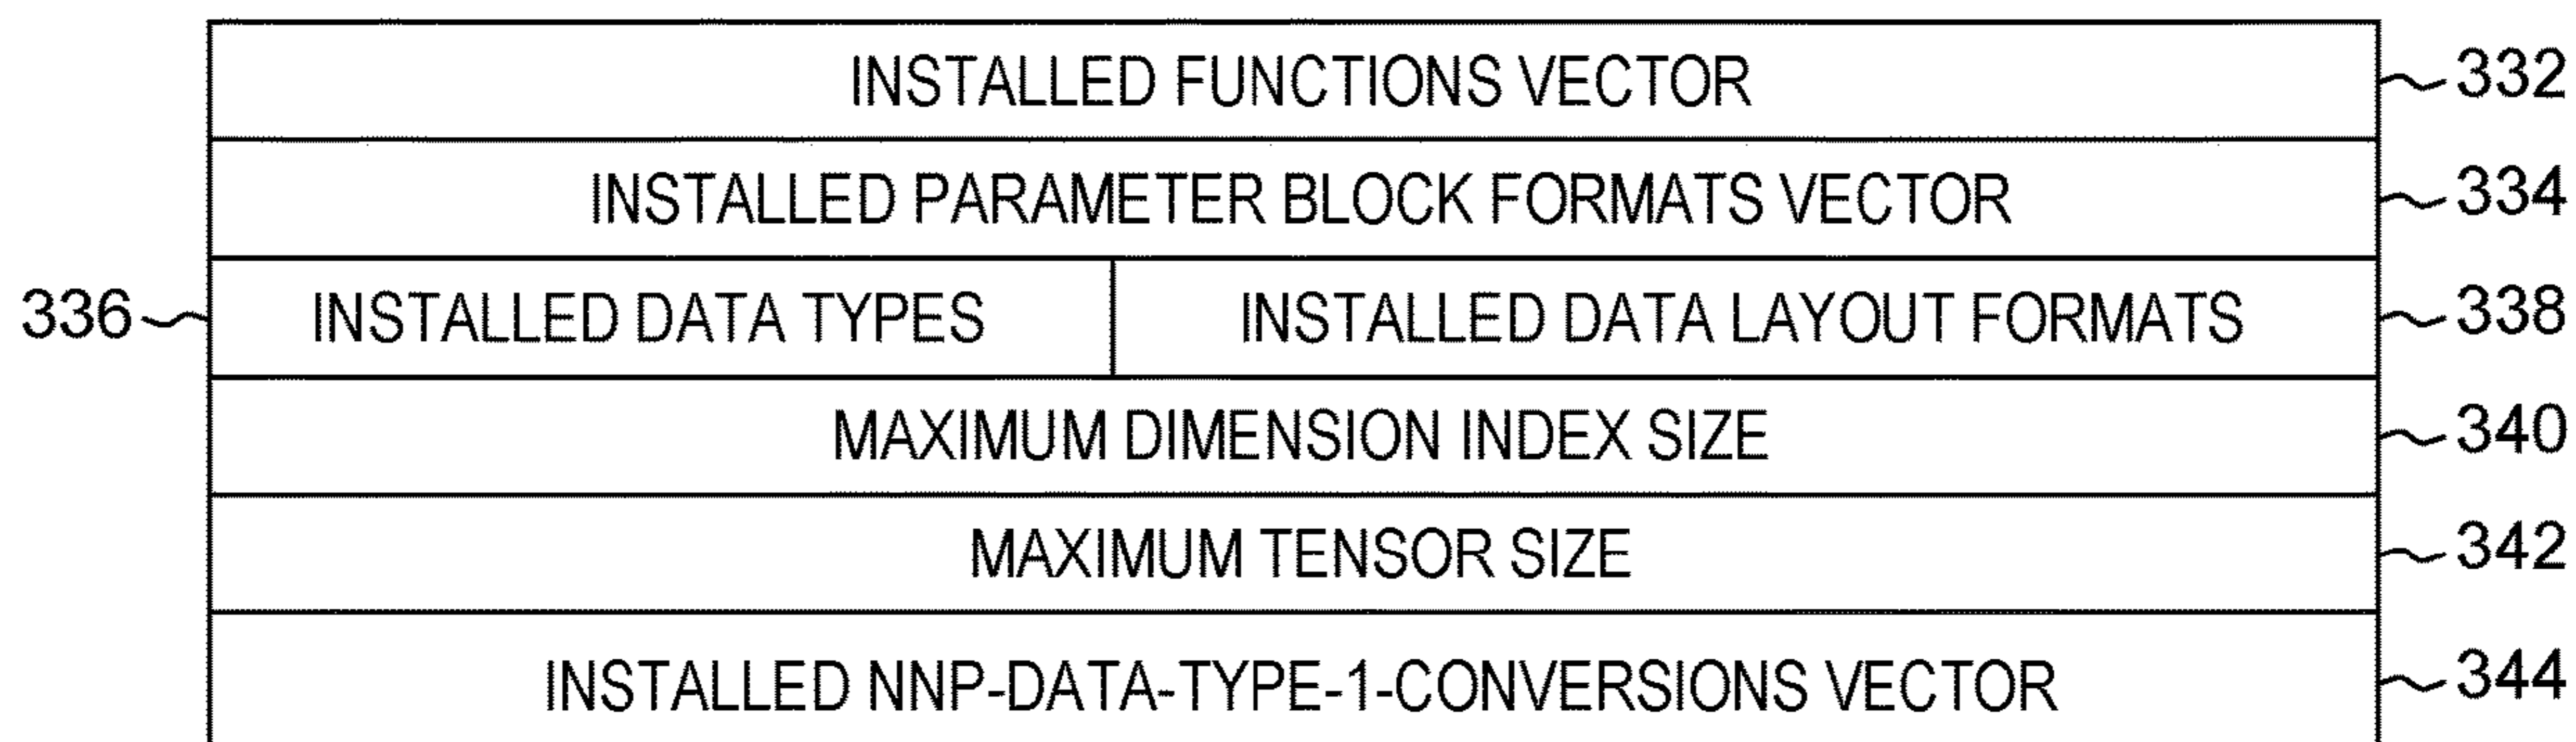 INSTALLED FUNCTIONS VECTOR 332
INSTALLED PARAMETER BLOCK FORMATS VECTOR 334
336 INSTALLED DATA TYPES INSTALLED DATA LAYOUT FORMATS 338
MAXIMUM DIMENSION INDEX SIZE 340
MAXIMUM TENSOR SIZE 342
INSTALLED NNP-DATA-TYPE-1-CONVERSIONS VECTOR 344